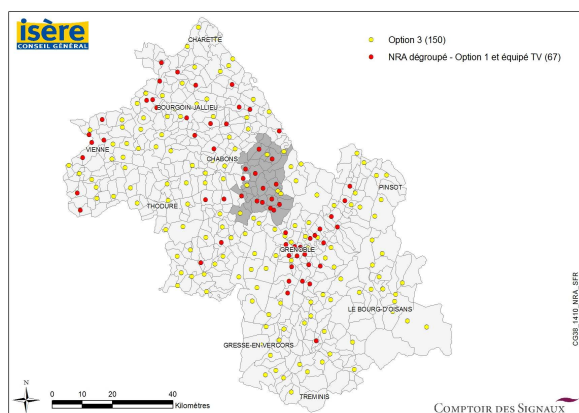 isère
CONSEIL GÉNÉRAL
Option 3 (150)
NRA dégroupé - Option 1 et équipé TV (67)
CHARETTE
BOURGOIN-JALLIEU
VIENNE
CHABONS
PINSOT
THODURE
GRENOBLE
LE BOURG-D'OISANS
GRESSE-EN-VERCORS
TREMINIS
CG38_1410_NRA_SFR
N
0 10 20 40
Kilomètres
COMPTOIR DES SIGNAUX